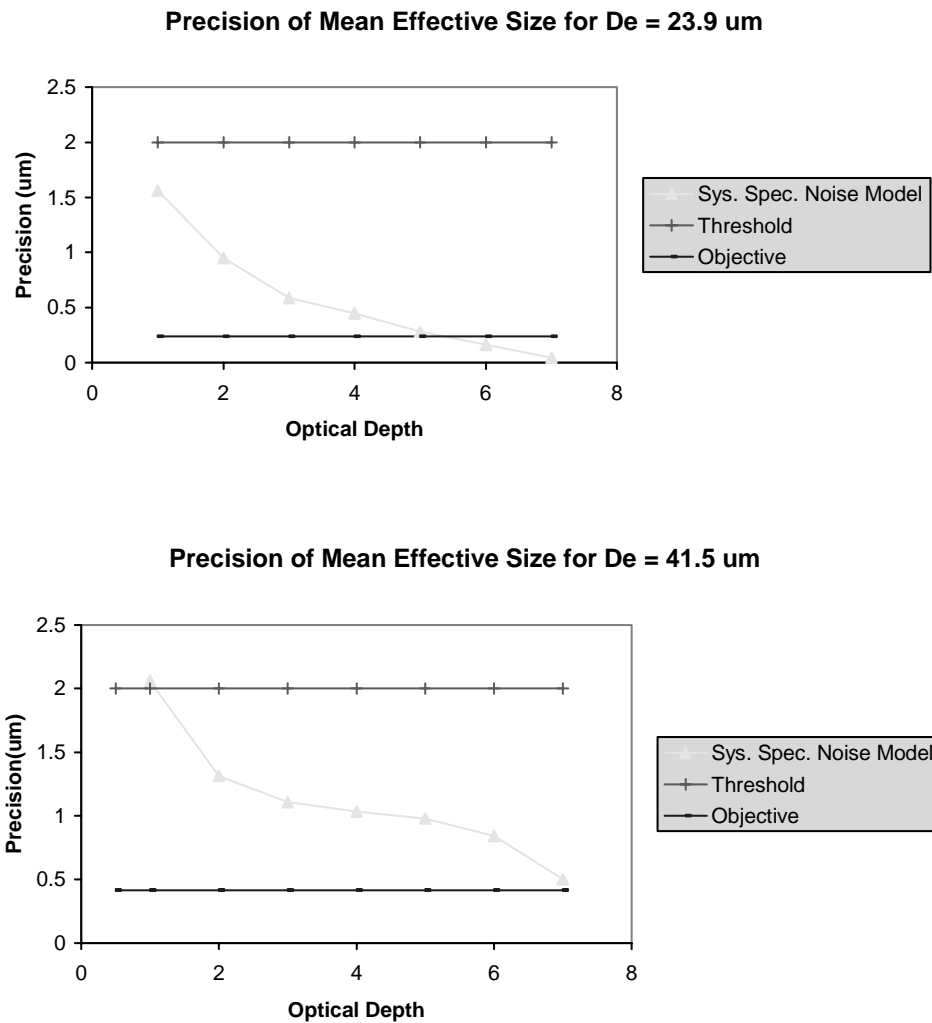 Precision of Mean Effective Size for De = 23.9 um
2.5
2
1.5
1
0.5
0
Precision (um)
0 2 4 6 8
Optical Depth
Sys. Spec. Noise Model
Threshold
Objective
Precision of Mean Effective Size for De = 41.5 um
2.5
2
1.5
1
0.5
0
Precision(um)
0 2 4 6 8
Optical Depth
Sys. Spec. Noise Model
Threshold
Objective